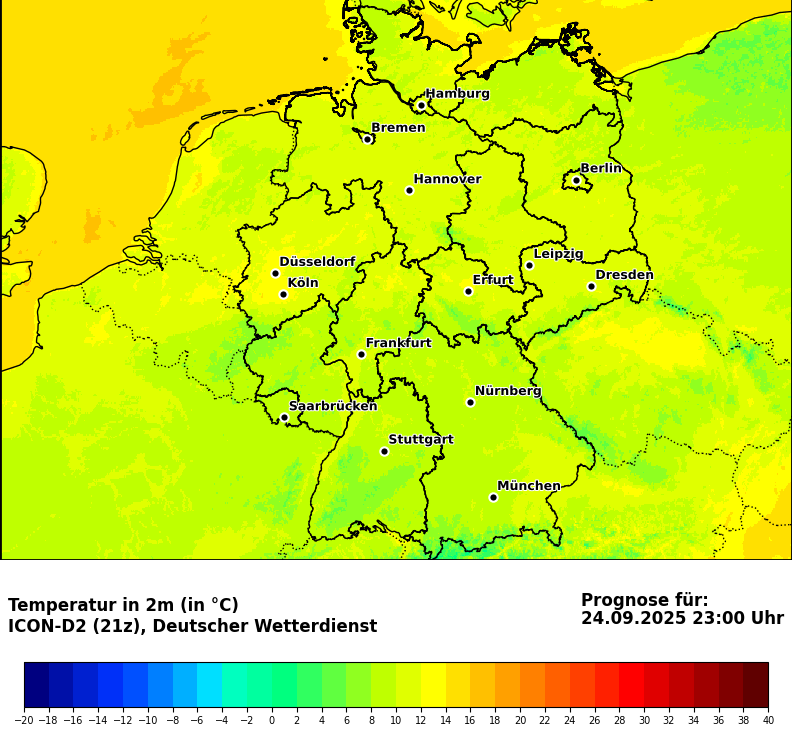 Hamburg
Bremen
Berlin
Hannover
Leipzig
Düsseldorf
Dresden
Köln
Erfurt
Frankfurt
Nürnberg
Saarbrücken
Stuttgart
München
Temperatur in 2m (in °C)
ICON-D2 (21z), Deutscher Wetterdienst
Prognose für:
24.09.2025 23:00 Uhr
−20 −18 −16 −14 −12 −10 −8 −6 −4 −2 0 2 4 6 8 10 12 14 16 18 20 22 24 26 28 30 32 34 36 38 40